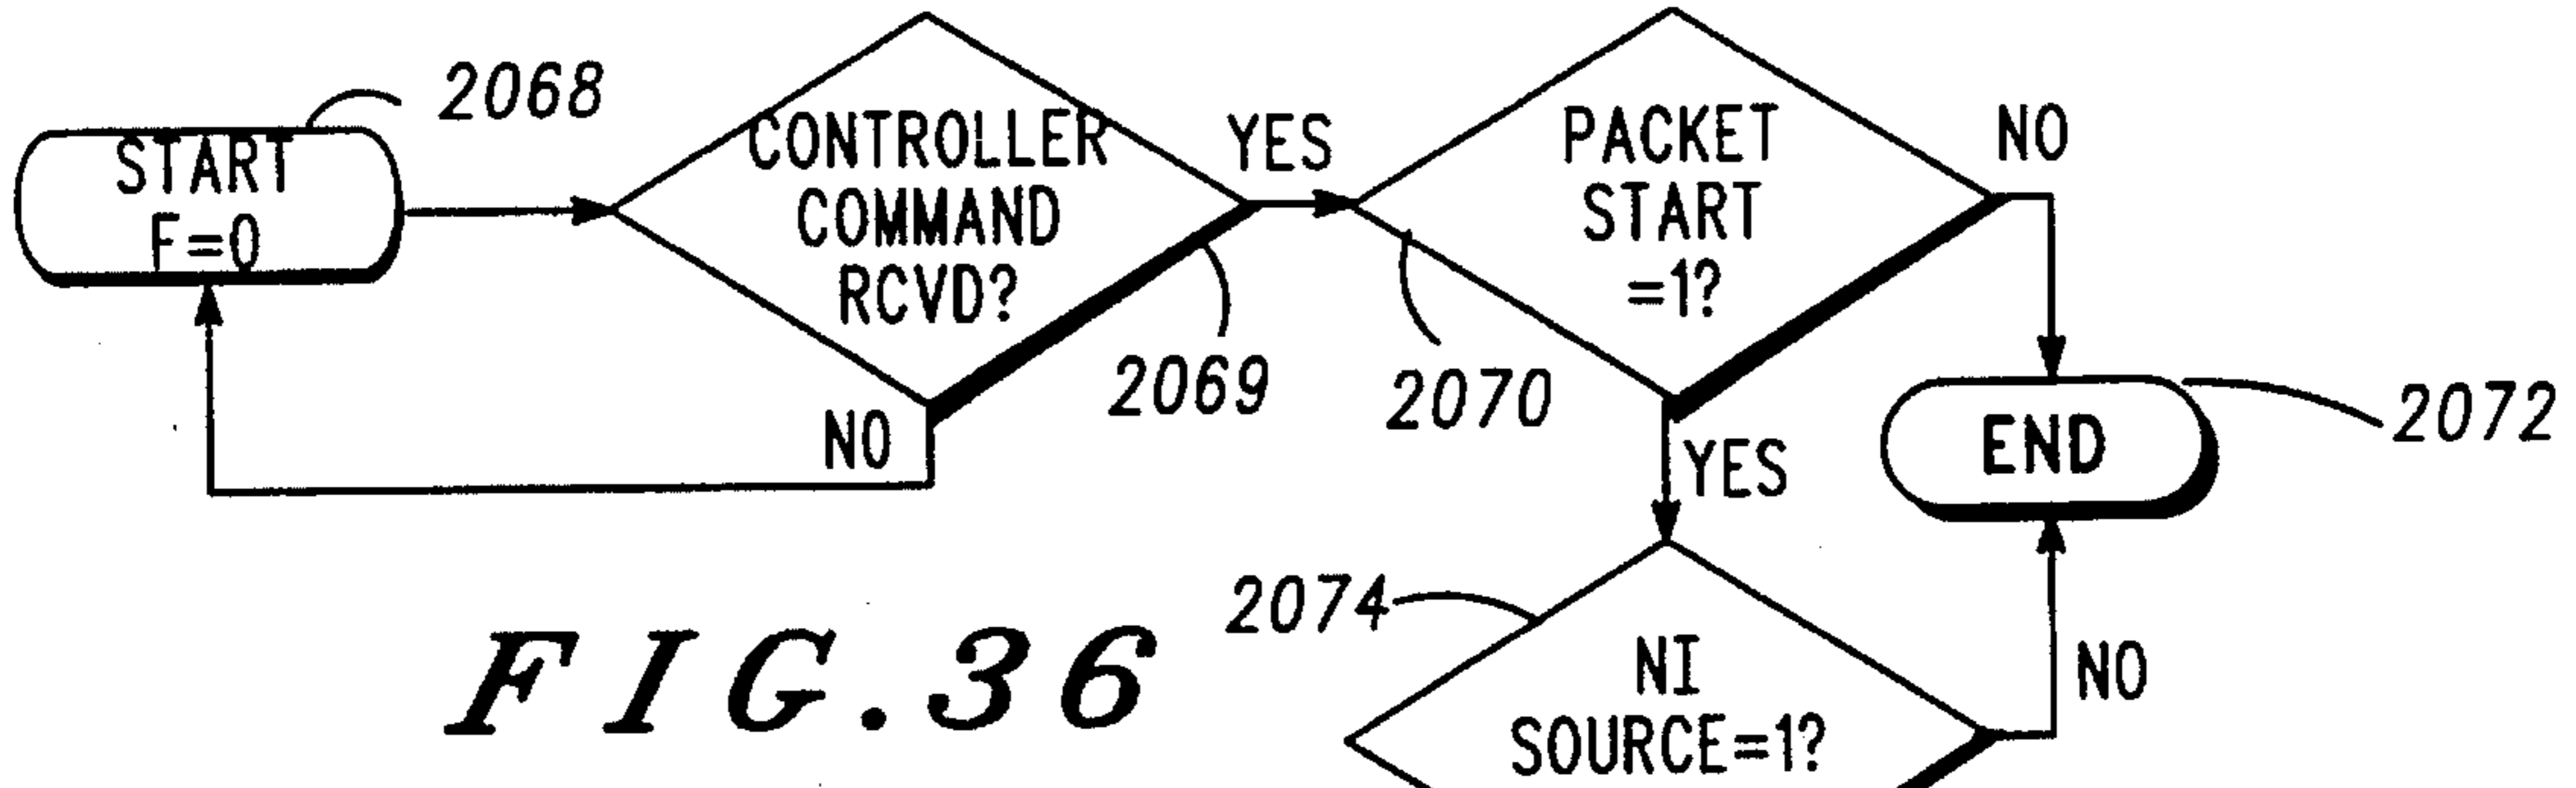 2068
START
F=0
CONTROLLER
COMMAND
RCVD?
YES
2069
NO
PACKET
START
=1?
NO
2070
YES
END
2072
2074
NI
SOURCE=1?
NO
FIG.36